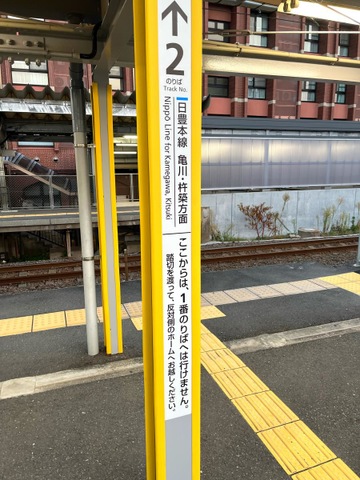 ↑
2
のりば
Track No.
日豊本線 亀川・杵築方面
Nippō Line for Kamegawa, Kitsuki
ここからは、1番のりばへは行けません。
踏切を渡って、反対側のホームへお越しください。